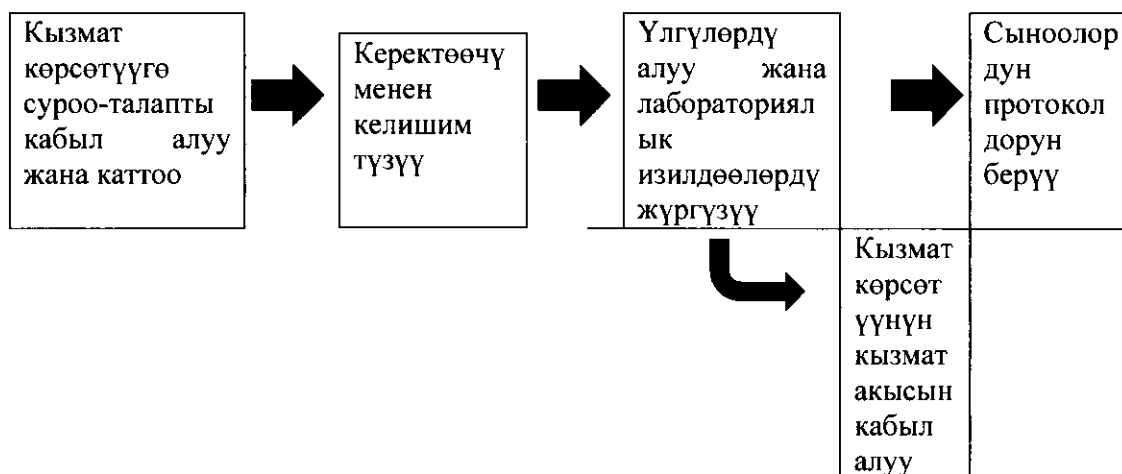 Кызмат
көрсөтүүгө
суроо-талапты
кабыл алуу
жана каттоо
Керектөөчү
менен
келишим
түзүү
Үлгүлөрдү
алуу жана
лабораториял
ык
изилдөөлөрдү
жүргүзүү
Сыноолор
дун
протокол
дорун
берүү
Кызмат
көрсөт
үүнүн
кызмат
акысын
кабыл
алуу